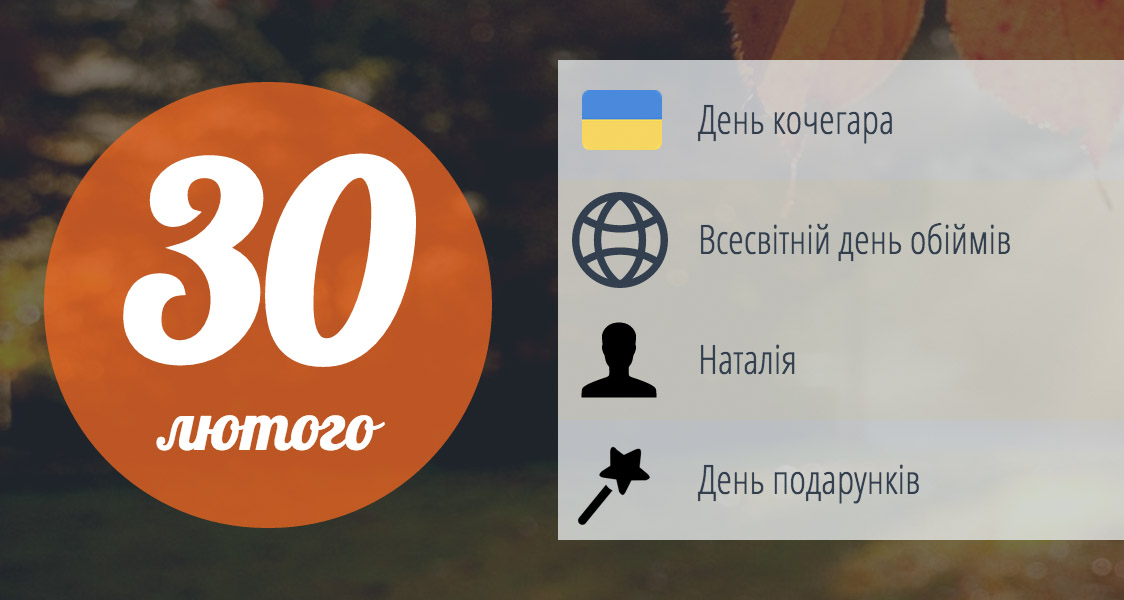 30
лютого
День кочегара
Всесвітній день обіймів
Наталія
День подарунків